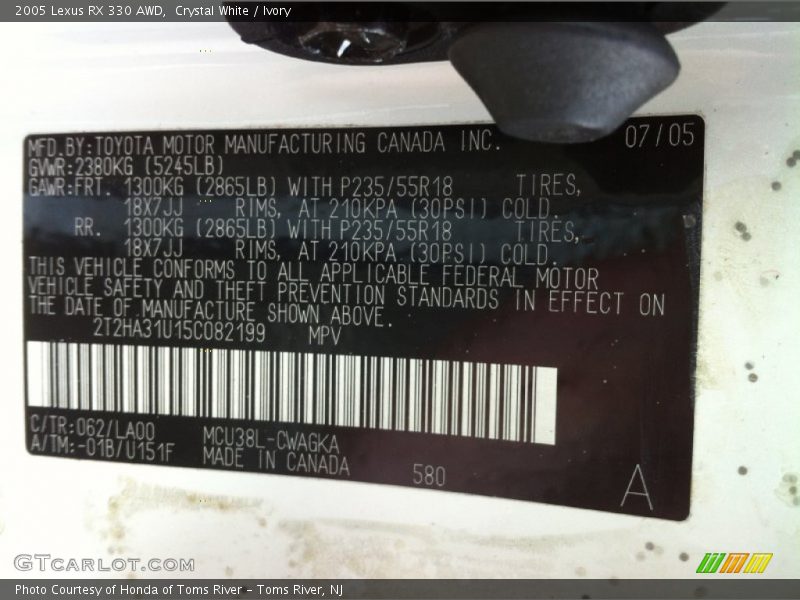 2005 Lexus RX 330 AWD,  Crystal White / Ivory
MFD.BY:TOYOTA MOTOR MANUFACTURING CANADA INC. 07/05
GVWR:2380KG (5245LB)
GAWR:FRT. 1300KG (2865LB) WITH P235/55R18 TIRES,
18X7JJ RIMS, AT 210KPA (30PSI) COLD.
RR. 1300KG (2865LB) WITH P235/55R18 TIRES,
18X7JJ RIMS, AT 210KPA (30PSI) COLD.
THIS VEHICLE CONFORMS TO ALL APPLICABLE FEDERAL MOTOR
VEHICLE SAFETY AND THEFT PREVENTION STANDARDS IN EFFECT ON
THE DATE OF MANUFACTURE SHOWN ABOVE.
2T2HA31U15C082199 MPV
C/TR:062/LA00 MCU38L-CWAGKA
A/TM:-01B/U151F MADE IN CANADA 580 A
GTcarlot.com
Photo Courtesy of Honda of Toms River - Toms River, NJ